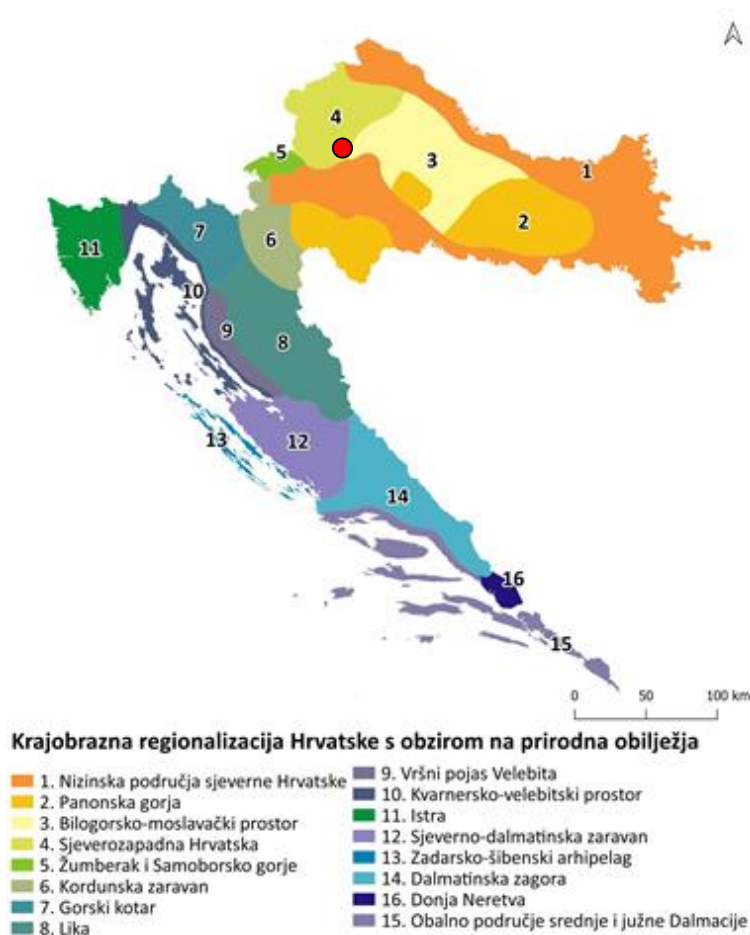 4
5
3
1
2
7
6
11
10
9
8
13
12
14
16
15
0 50 100 km
Krajobrazna regionalizacija Hrvatske s obzirom na prirodna obilježja
1. Nizinska područja sjeverne Hrvatske
2. Panonska gorja
3. Bilogorsko-moslavački prostor
4. Sjeverozapadna Hrvatska
5. Žumberak i Samoborsko gorje
6. Kordunska zaravan
7. Gorski kotar
8. Lika
9. Vršni pojas Velebita
10. Kvarnersko-velebitski prostor
11. Istra
12. Sjeverno-dalmatinska zaravan
13. Zadarsko-šibenski arhipelag
14. Dalmatinska zagora
16. Donja Neretva
15. Obalno područje srednje i južne Dalmacije